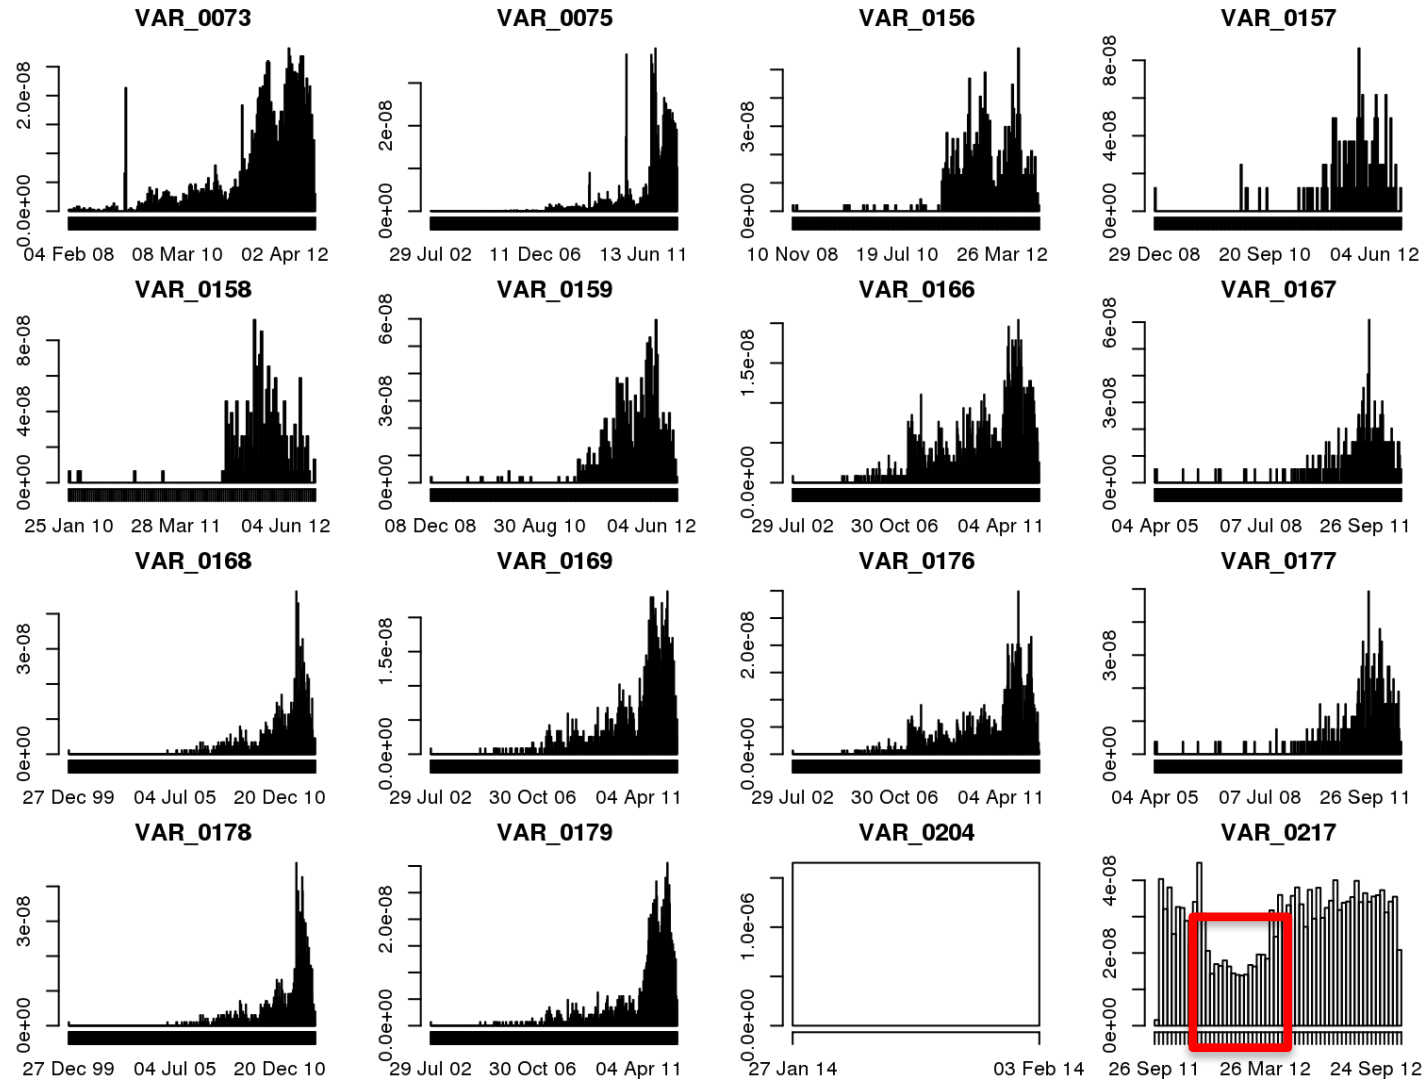 VAR_0073 VAR_0075 VAR_0156 VAR_0157
0.0e+00 2.0e-08 0e+00 2e-08 0e+00 3e-08 0e+00 4e-08 8e-08
04 Feb 08 08 Mar 10 02 Apr 12 29 Jul 02 11 Dec 06 13 Jun 11 10 Nov 08 19 Jul 10 26 Mar 12 29 Dec 08 20 Sep 10 04 Jun 12
VAR_0158 VAR_0159 VAR_0166 VAR_0167
0e+00 4e-08 8e-08 0e+00 3e-08 6e-08 0.0e+00 1.5e-08 0e+00 3e-08 6e-08
25 Jan 10 28 Mar 11 04 Jun 12 08 Dec 08 30 Aug 10 04 Jun 12 29 Jul 02 30 Oct 06 04 Apr 11 04 Apr 05 07 Jul 08 26 Sep 11
VAR_0168 VAR_0169 VAR_0176 VAR_0177
0e+00 3e-08 0.0e+00 1.5e-08 0.0e+00 2.0e-08 0e+00 3e-08
27 Dec 99 04 Jul 05 20 Dec 10 29 Jul 02 30 Oct 06 04 Apr 11 29 Jul 02 30 Oct 06 04 Apr 11 04 Apr 05 07 Jul 08 26 Sep 11
VAR_0178 VAR_0179 VAR_0204 VAR_0217
0e+00 3e-08 0.0e+00 2.0e-08 0.0e+00 1.0e-06 0e+00 2e-08 4e-08
27 Dec 99 04 Jul 05 20 Dec 10 29 Jul 02 30 Oct 06 04 Apr 11 27 Jan 14 03 Feb 14 26 Sep 11 26 Mar 12 24 Sep 12